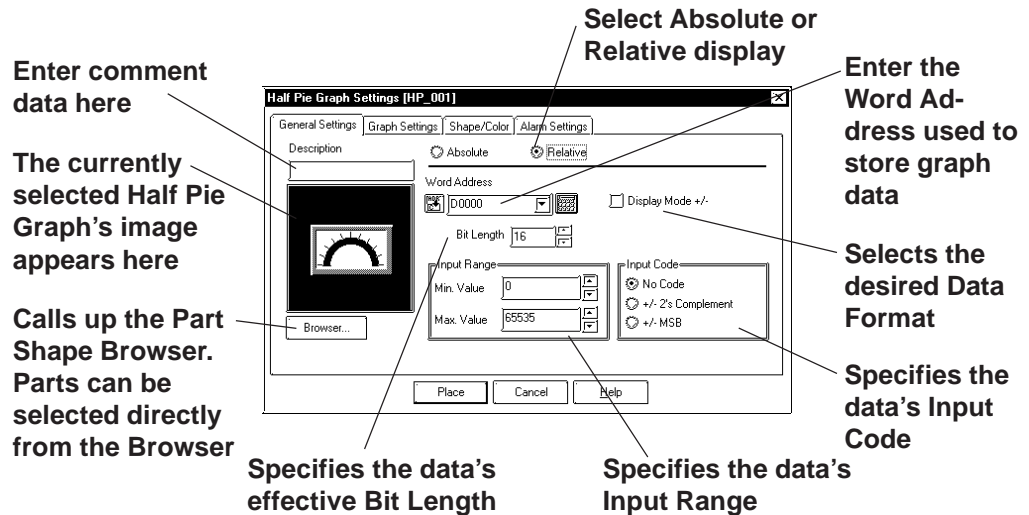 Select Absolute or
Relative display
Enter comment
data here
The currently
selected Half Pie
Graph's image
appears here
Calls up the Part
Shape Browser.
Parts can be
selected directly
from the Browser
Half Pie Graph Settings [HP_001]
General Settings Graph Settings Shape/Color Alarm Settings
Description
Absolute Relative
Word Address
D0000
Display Mode +/-
Bit Length 16
Input Range
Min. Value 0
Max. Value 65535
Input Code
No Code
+/- 2's Complement
+/- MSB
Browser...
Place Cancel Help
Enter the
Word Ad-
dress used to
store graph
data
Selects the
desired Data
Format
Specifies the
data's Input
Code
Specifies the data's
effective Bit Length
Specifies the data's
Input Range